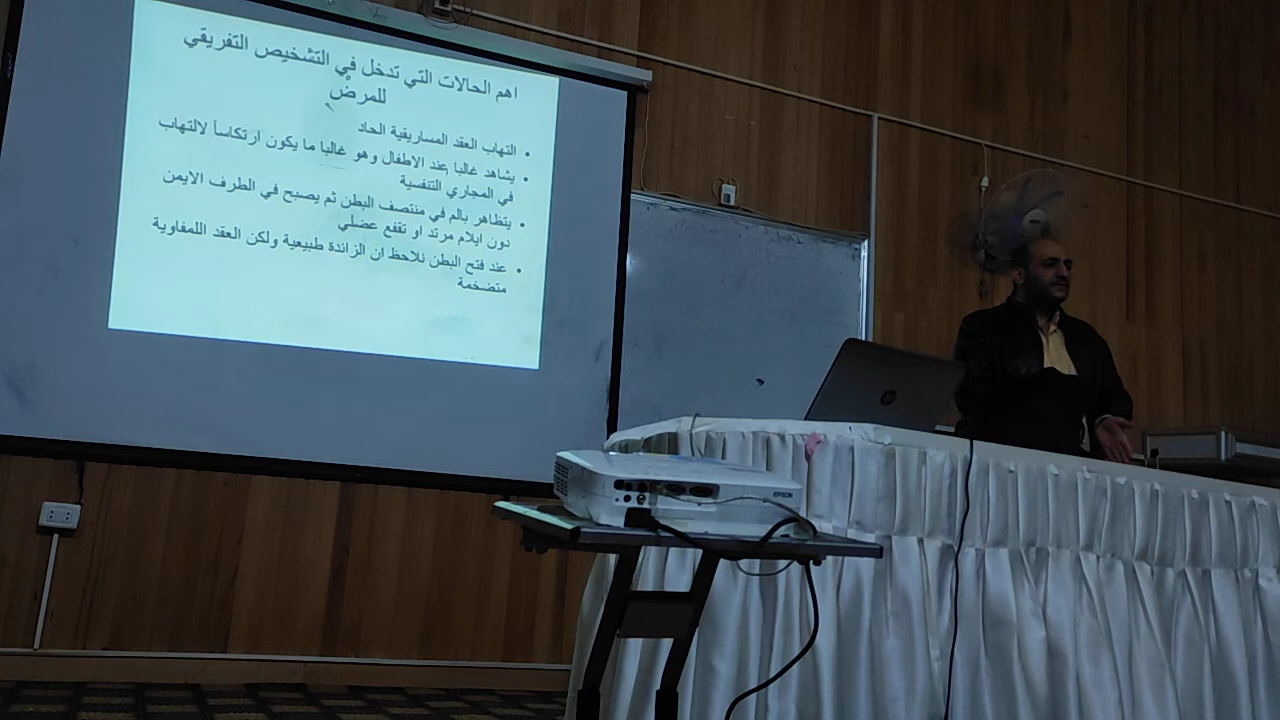 اهم الحالات التي تدخل في التشخيص التفريقي
للمرض
• التهاب العقد المساريقية الحاد
• يشاهد غالبا عند الاطفال وهو غالبا ما يكون ارتكاساً لالتهاب
في المجاري التنفسية
• يتظاهر بالم في منتصف البطن ثم يصبح في الطرف الايمن
دون ايلام مرتد او تقفع عضلي
• عند فتح البطن نلاحظ ان الزائدة طبيعية ولكن العقد اللمفاوية
متضخمة
hp
EPSON